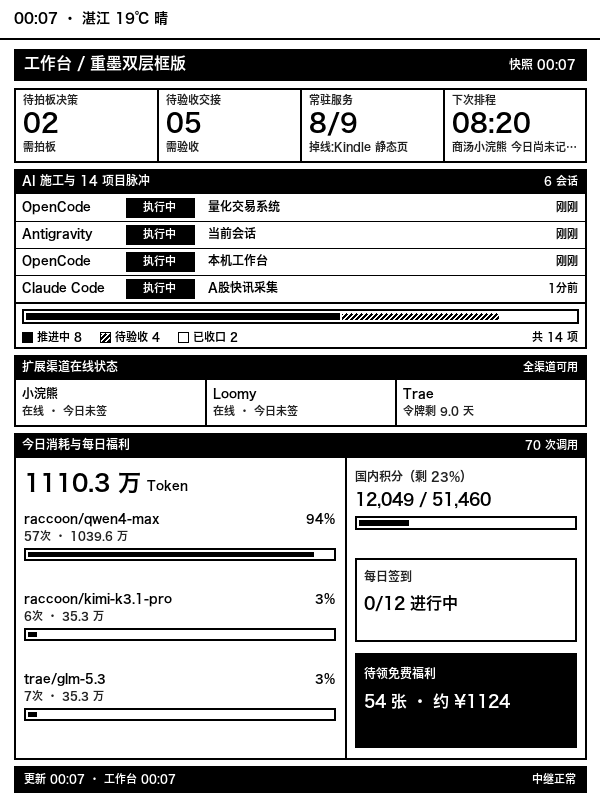 00:07 · 湛江 19℃ 晴
工作台 / 重墨双层框版 快照 00:07
待拍板决策 待验收交接 常驻服务 下次排程
02 05 8/9 08:20
需拍板 需验收 掉线:Kindle 静态页 商汤小浣熊 今日尚未记…
AI 施工与 14 项目脉冲 6 会话
OpenCode 执行中 量化交易系统 刚刚
Antigravity 执行中 当前会话 刚刚
OpenCode 执行中 本机工作台 刚刚
Claude Code 执行中 A股快讯采集 1分前
推进中 8 待验收 4 已收口 2 共 14 项
扩展渠道在线状态 全渠道可用
小浣熊 Loomy Trae
在线 · 今日未签 在线 · 今日未签 令牌剩 9.0 天
今日消耗与每日福利 70 次调用
1110.3 万 Token
raccoon/qwen4-max 94%
57次 · 1039.6 万
raccoon/kimi-k3.1-pro 3%
6次 · 35.3 万
trae/glm-5.3 3%
7次 · 35.3 万
国内积分（剩 23%）
12,049 / 51,460
每日签到
0/12 进行中
待领免费福利
54 张 · 约 ¥1124
更新 00:07 · 工作台 00:07 中继正常